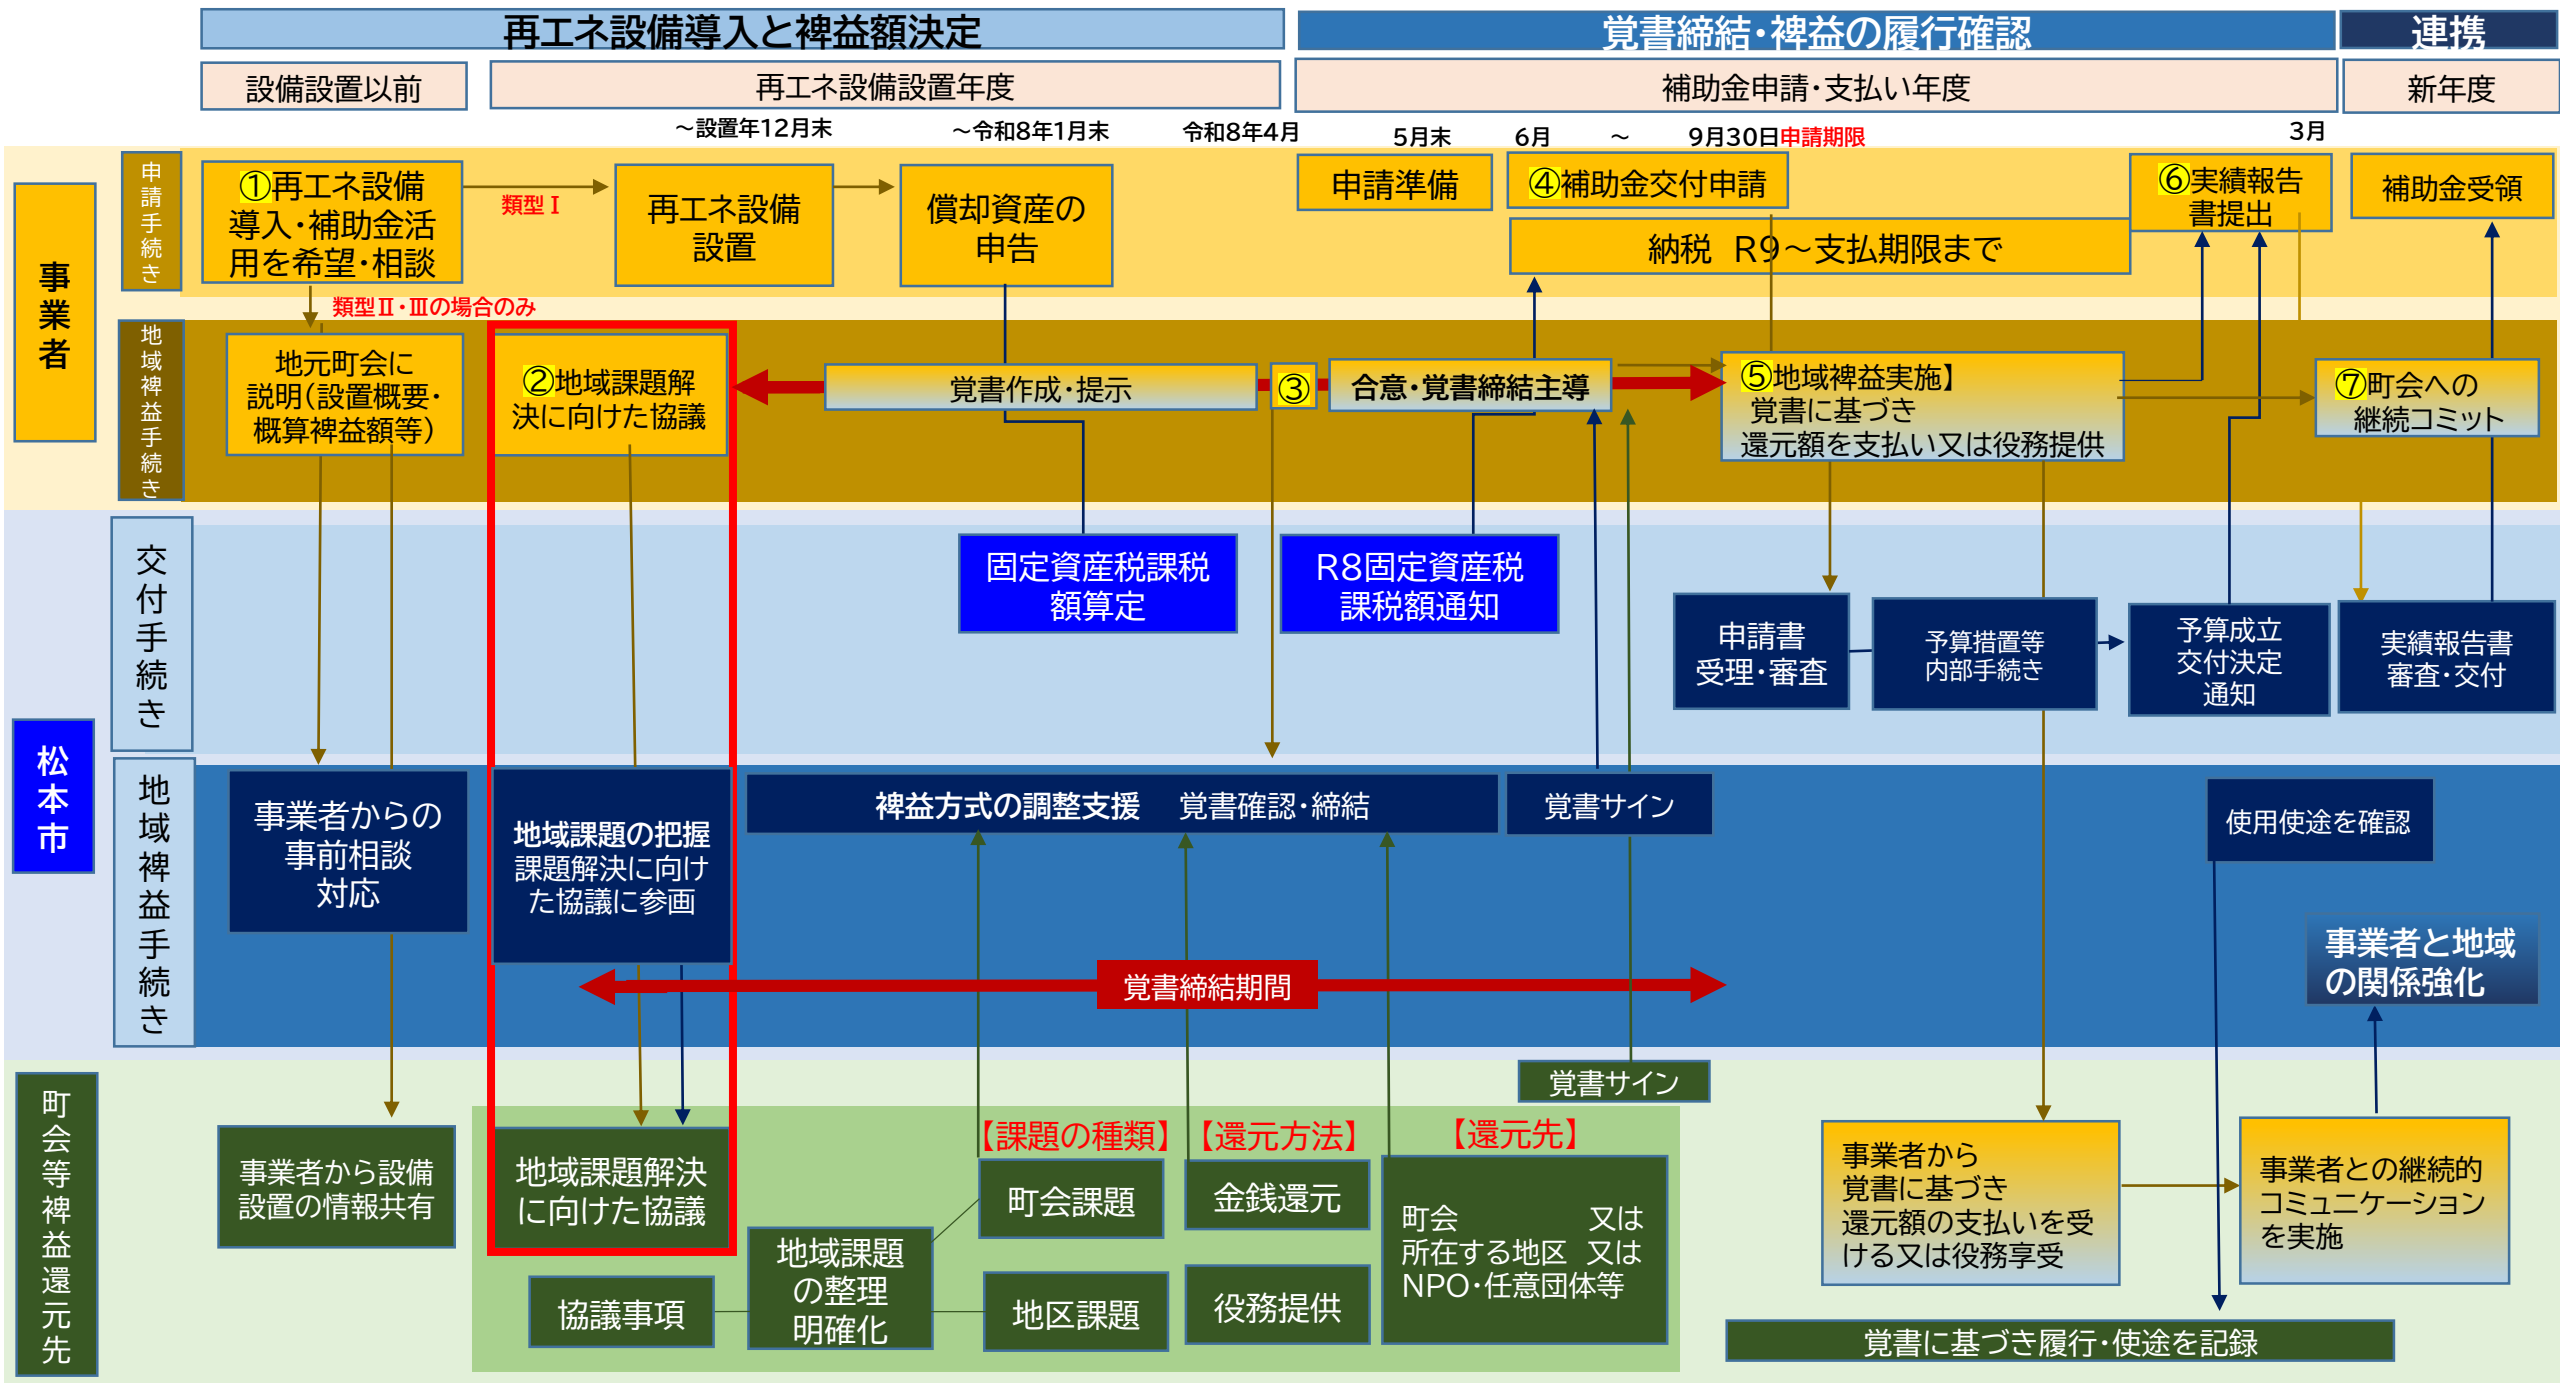 再エネ設備導入と裨益額決定
覚書締結・裨益の履行確認
連携
設備設置以前
再エネ設備設置年度
補助金申請・支払い年度
新年度
～設置年12月末
～令和8年1月末
令和8年4月
5月末
6月
～
9月30日申請期限
3月
事業者
申請手続き
①再エネ設備
導入・補助金活
用を希望・相談
類型Ⅰ
再エネ設備
設置
償却資産の
申告
申請準備
④補助金交付申請
納税　R9～支払期限まで
⑥実績報告
書提出
補助金受領
類型Ⅱ・Ⅲの場合のみ
地域裨益手続き
地元町会に
説明（設置概要・
概算裨益額等）
②地域課題解
決に向けた協議
覚書作成・提示
③
合意・覚書締結主導
⑤地域裨益実施】
覚書に基づき
還元額を支払い又は役務提供
⑦町会への
継続コミット
松本市
交付手続き
固定資産税課税
額算定
R8固定資産税
課税額通知
申請書
受理・審査
予算措置等
内部手続き
予算成立
交付決定
通知
実績報告書
審査・交付
地域裨益手続き
事業者からの
事前相談
対応
地域課題の把握
課題解決に向け
た協議に参画
裨益方式の調整支援　覚書確認・締結
覚書サイン
使用使途を確認
覚書締結期間
事業者と地域
の関係強化
町会等裨益還元先
覚書サイン
事業者から設備
設置の情報共有
地域課題解決
に向けた協議
【課題の種類】
【還元方法】
【還元先】
町会課題
金銭還元
町会　　　　又は
所在する地区　又は
NPO・任意団体等
地域課題
の整理
明確化
協議事項
地区課題
役務提供
事業者から
覚書に基づき
還元額の支払いを受
ける又は役務享受
事業者との継続的
コミュニケーション
を実施
覚書に基づき履行・使途を記録